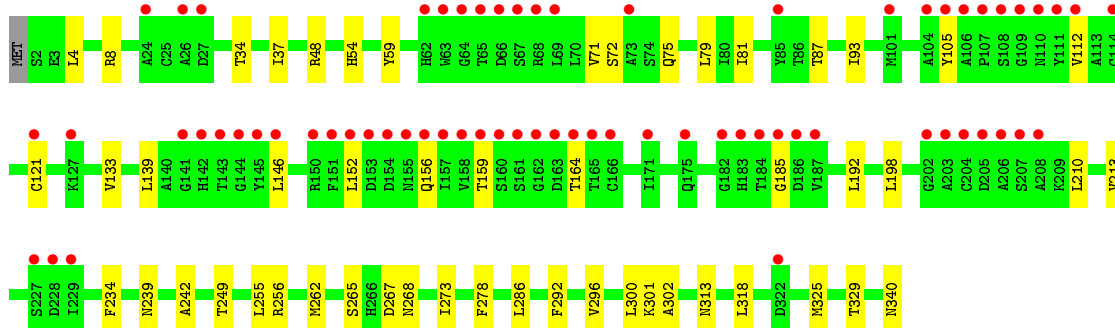 MET S2 E3 L4 R8 A24 C25 A26 D27 T34 I37 R48 H54 Y59 H62 W63 G64 T65 D66 S67 R68 L69 L70 V71 S72 A73 S74 Q75 L79 I80 I81 Y85 T86 T87 I93 M101 A104 Y105 A106 P107 S108 G109 N110 Y111 V112 A113 G114
C121 K127 V133 L139 A140 G141 H142 T143 G144 Y145 L146 R150 F151 L152 D153 D154 N155 Q156 I157 V158 T159 S160 S161 G162 D163 T164 T165 C166 I171 Q175 G182 H183 T184 G185 D186 V187 L192 L198 G202 A203 C204 D205 A206 S207 A208 K209 L210
S227 D228 I229 F234 N239 A242 T249 L255 R256 M262 S265 H266 D267 N268 I273 F278 L286 F292 V296 L300 K301 A302 N313 L318 D322 M325 T329 N340